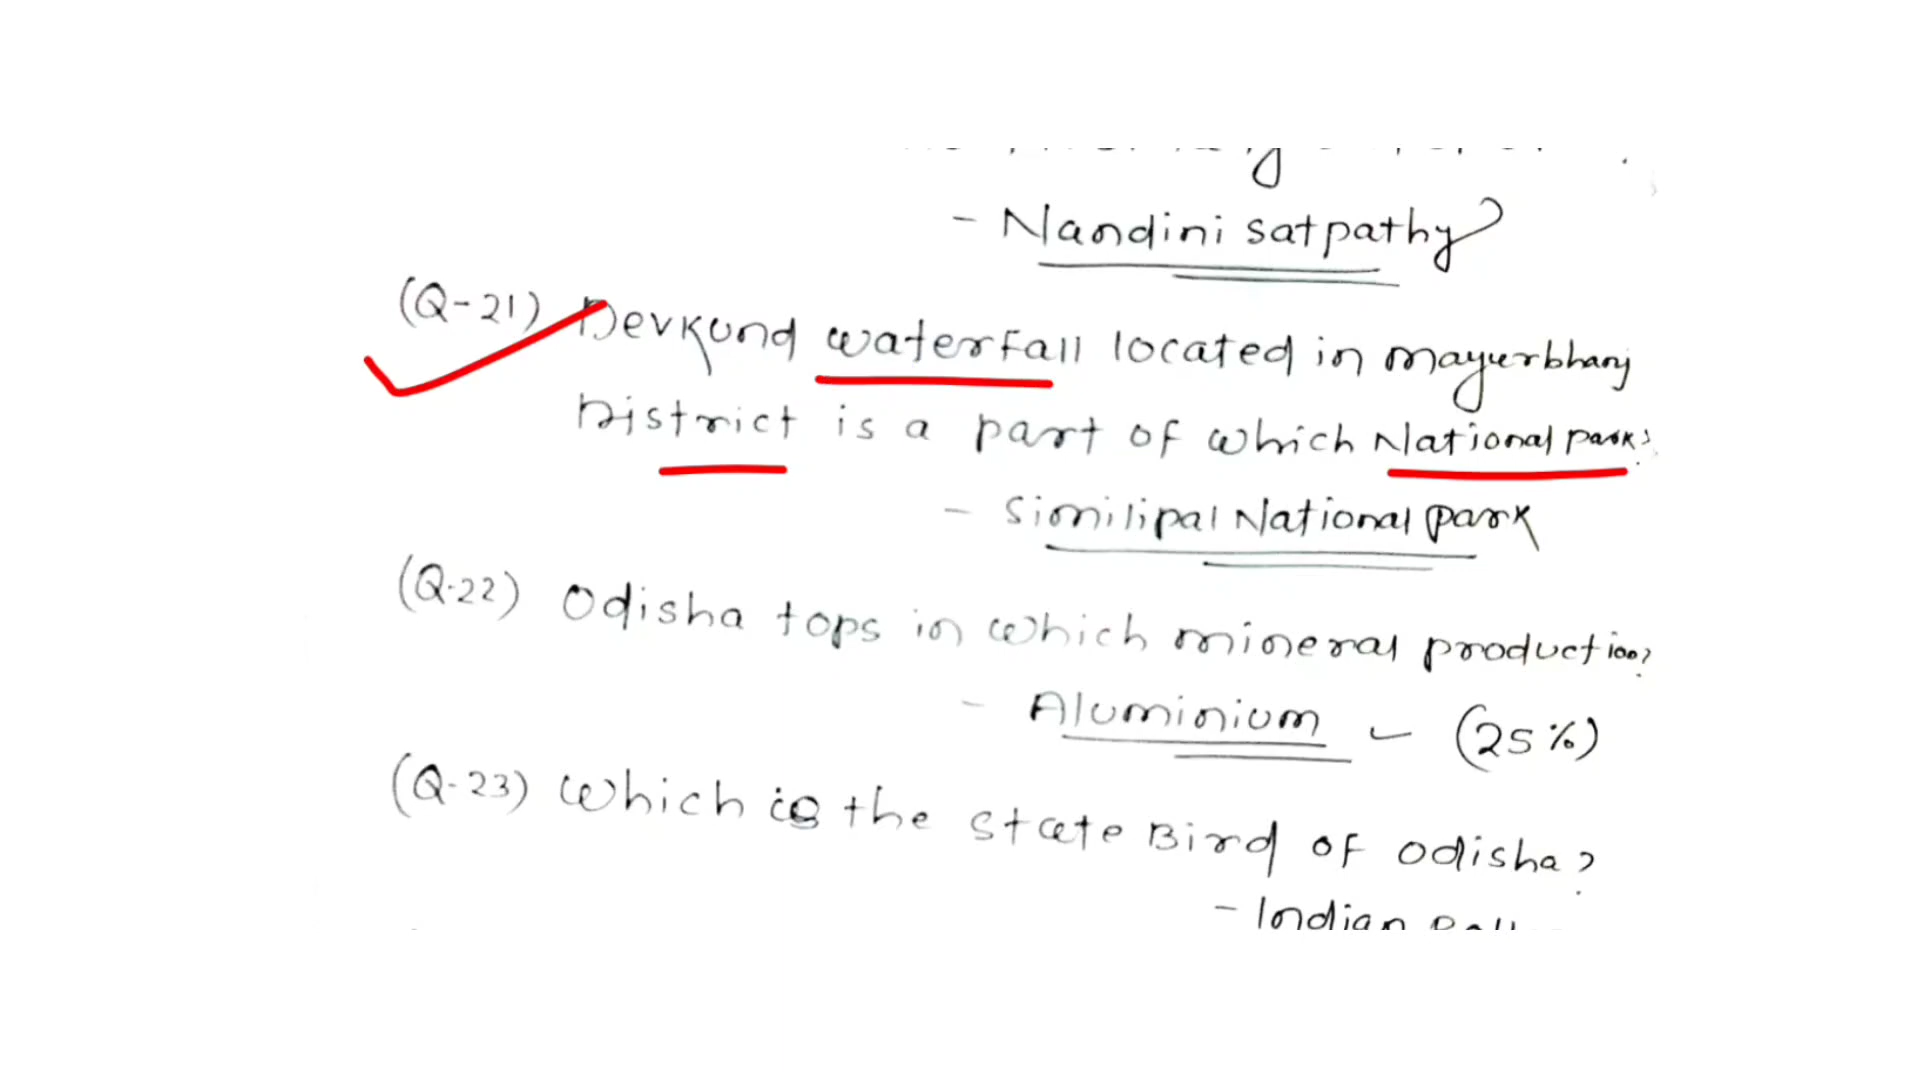 - Nandini satpathy
(Q-21) Devkund waterfall located in mayurbhanj
District is a part of which National park?
- Similipal National park
(Q.22) Odisha tops in which mineral production?
- Aluminium - (25%)
(Q.23) Which is the state Bird of odisha?
- Indian